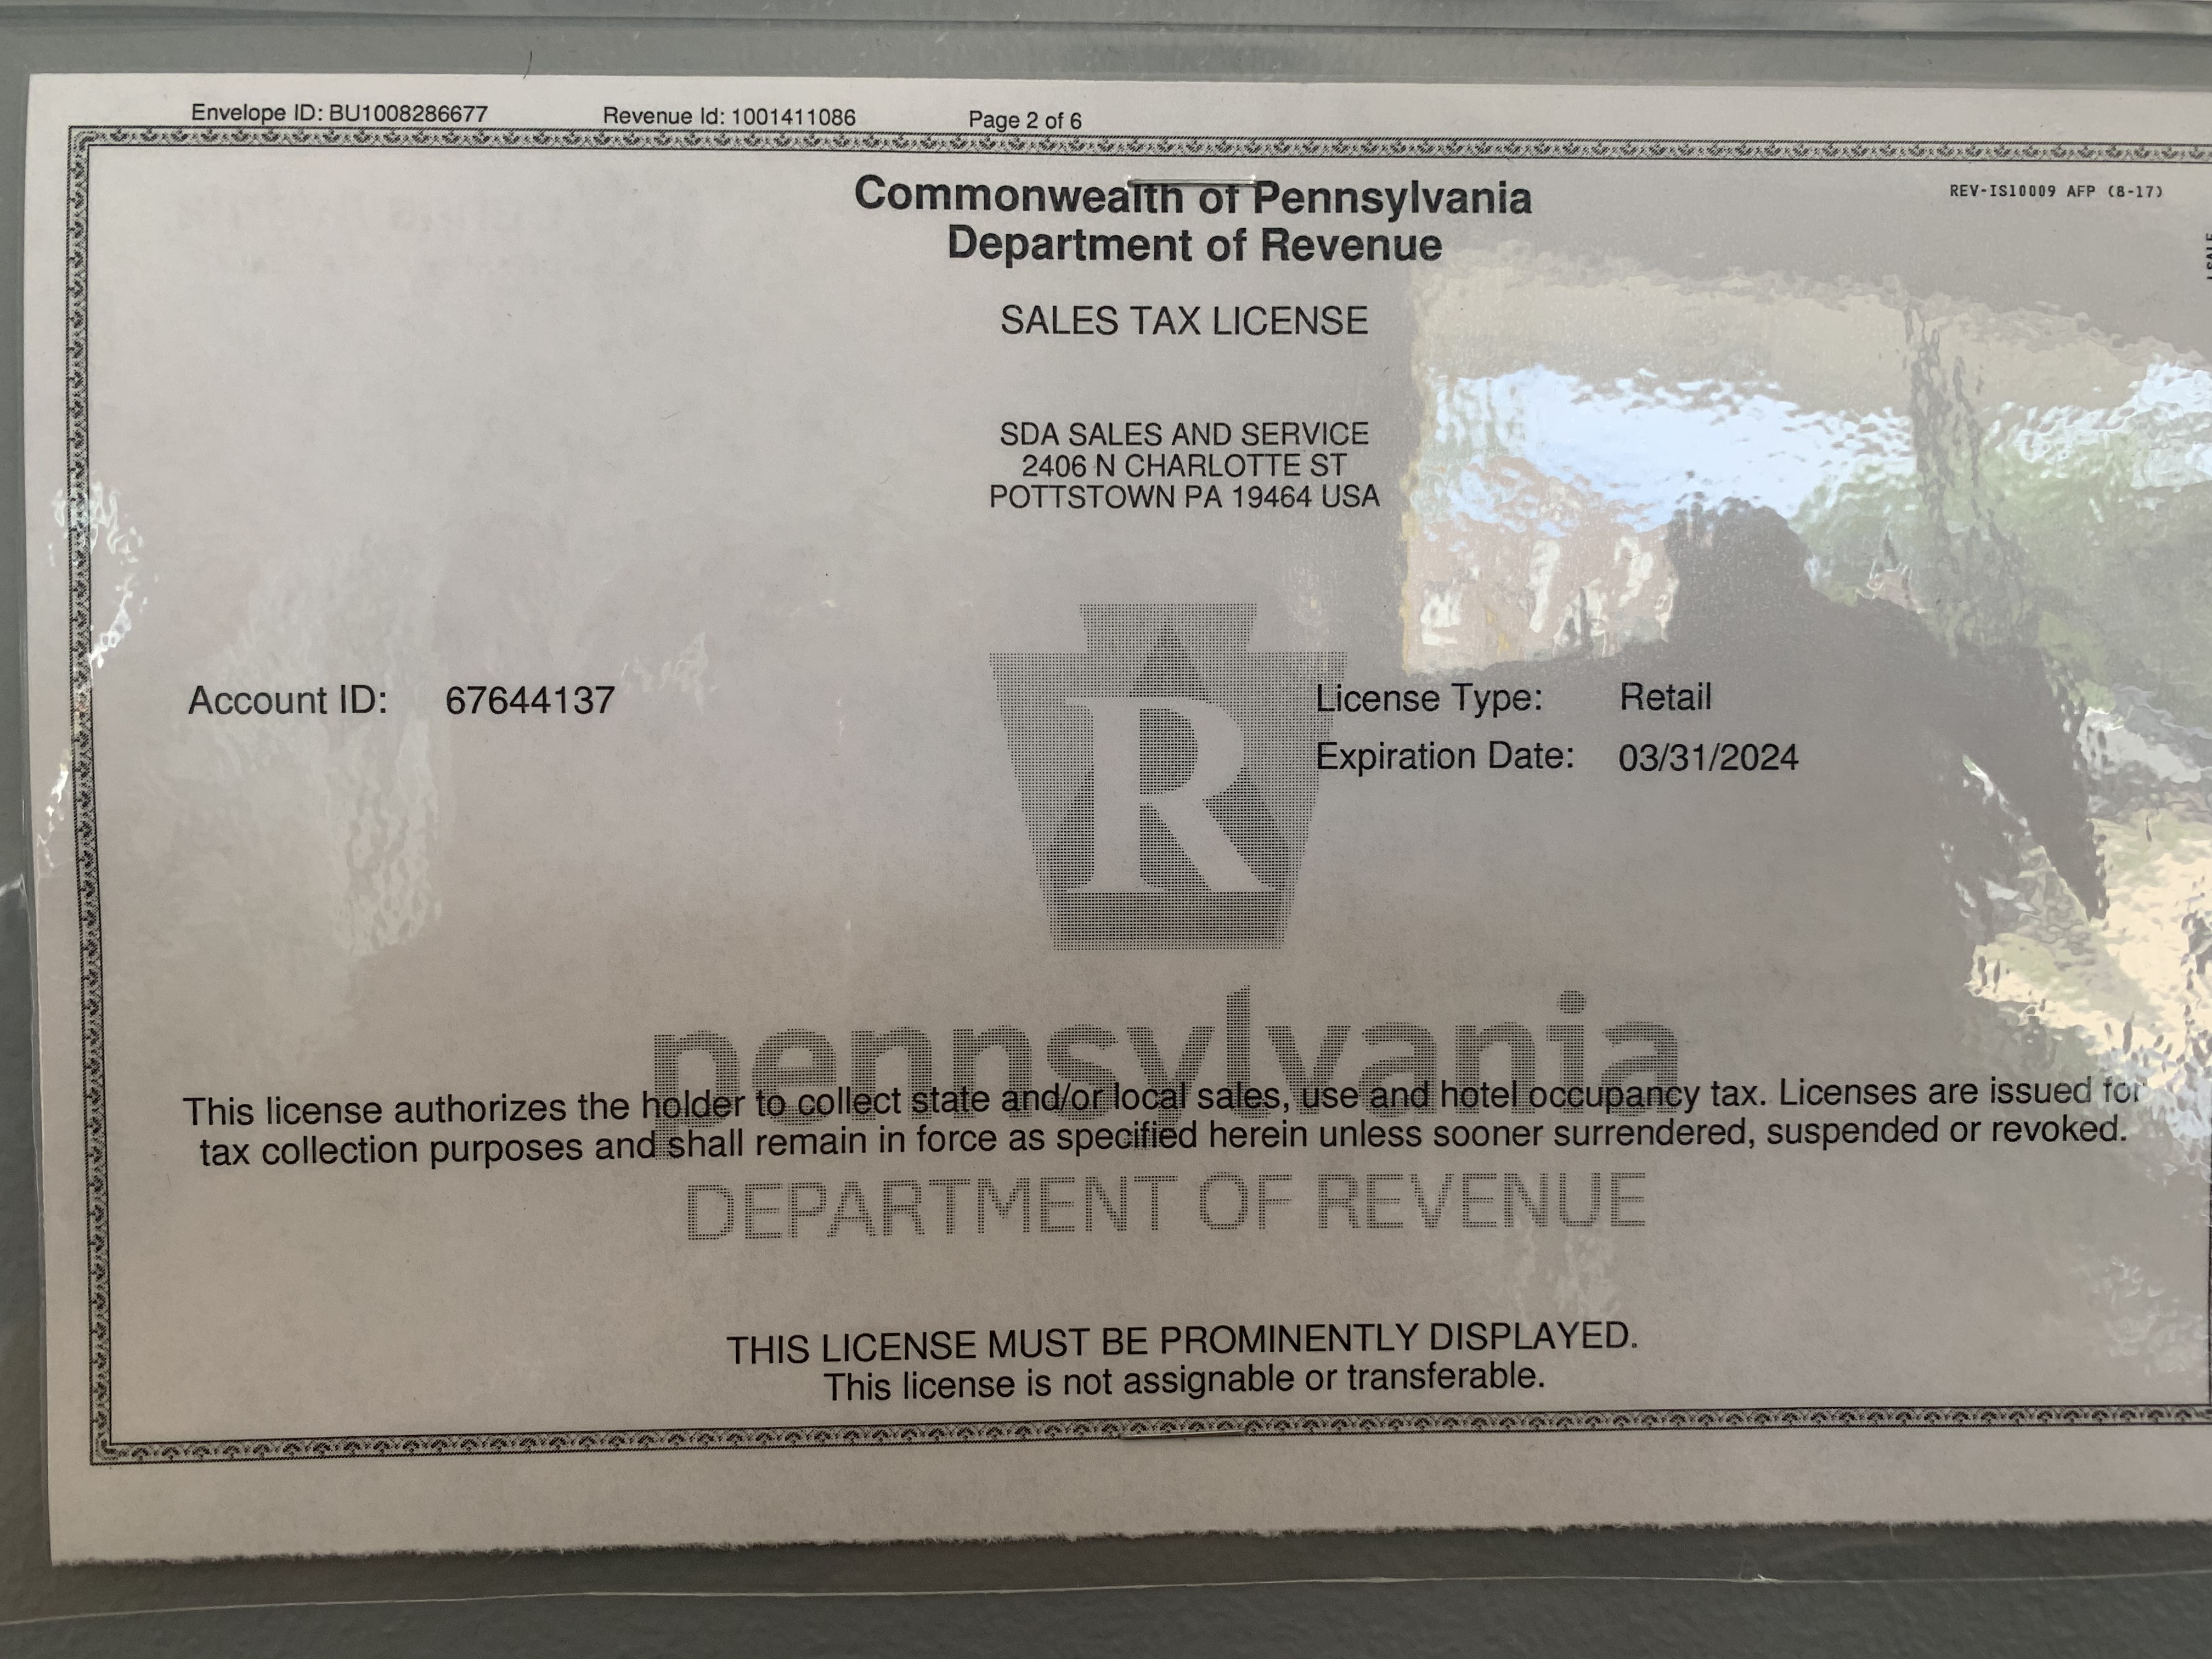 Envelope ID: BU1008286677 Revenue Id: 1001411086 Page 2 of 6
Commonwealth of Pennsylvania
REV-IS10009 AFP (8-17)
Department of Revenue
SALES TAX LICENSE
SDA SALES AND SERVICE
2406 N CHARLOTTE ST
POTTSTOWN PA 19464 USA
R
Account ID: 67644137 License Type: Retail
Expiration Date: 03/31/2024
pennsylvania
This license authorizes the holder to collect state and/or local sales, use and hotel occupancy tax. Licenses are issued for
tax collection purposes and shall remain in force as specified herein unless sooner surrendered, suspended or revoked.
DEPARTMENT OF REVENUE
THIS LICENSE MUST BE PROMINENTLY DISPLAYED.
This license is not assignable or transferable.